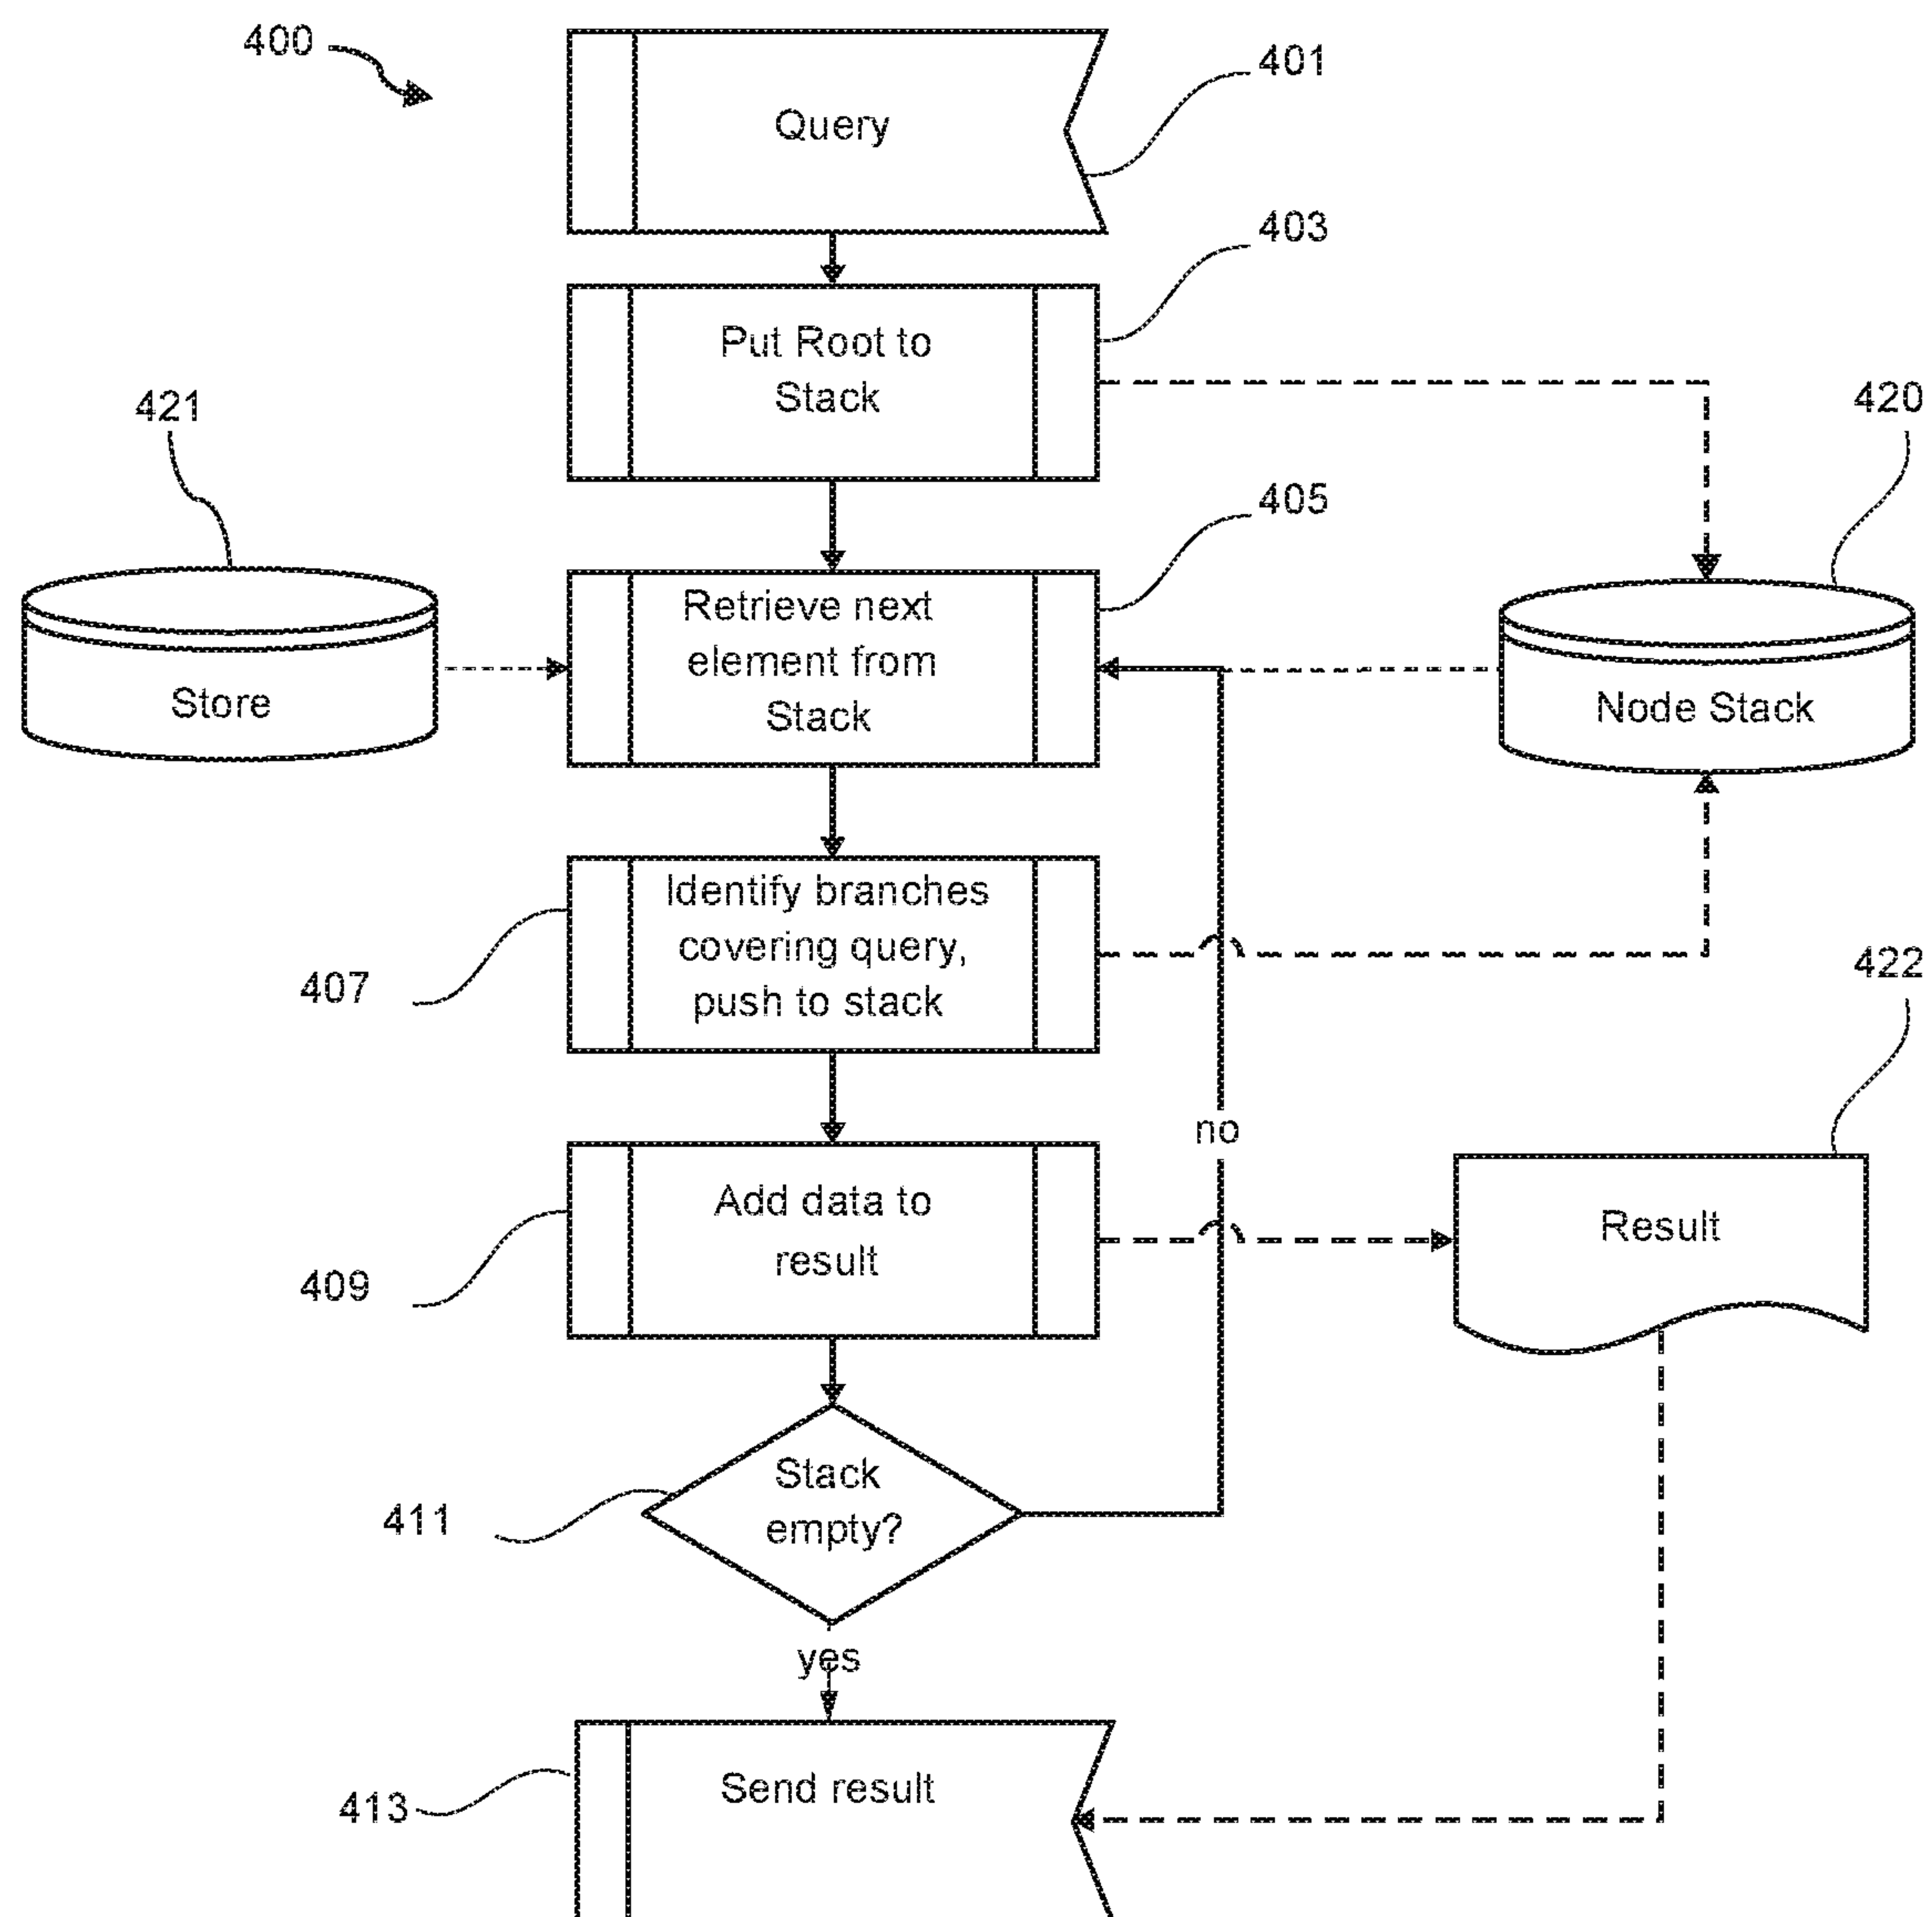 400
Query
401
403
Put Root to
Stack
421
420
405
Retrieve next
element from
Stack
Store
Node Stack
Identify branches
covering query,
push to stack
407
422
no
Add data to
result
Result
409
Stack
empty?
411
yes
Send result
413